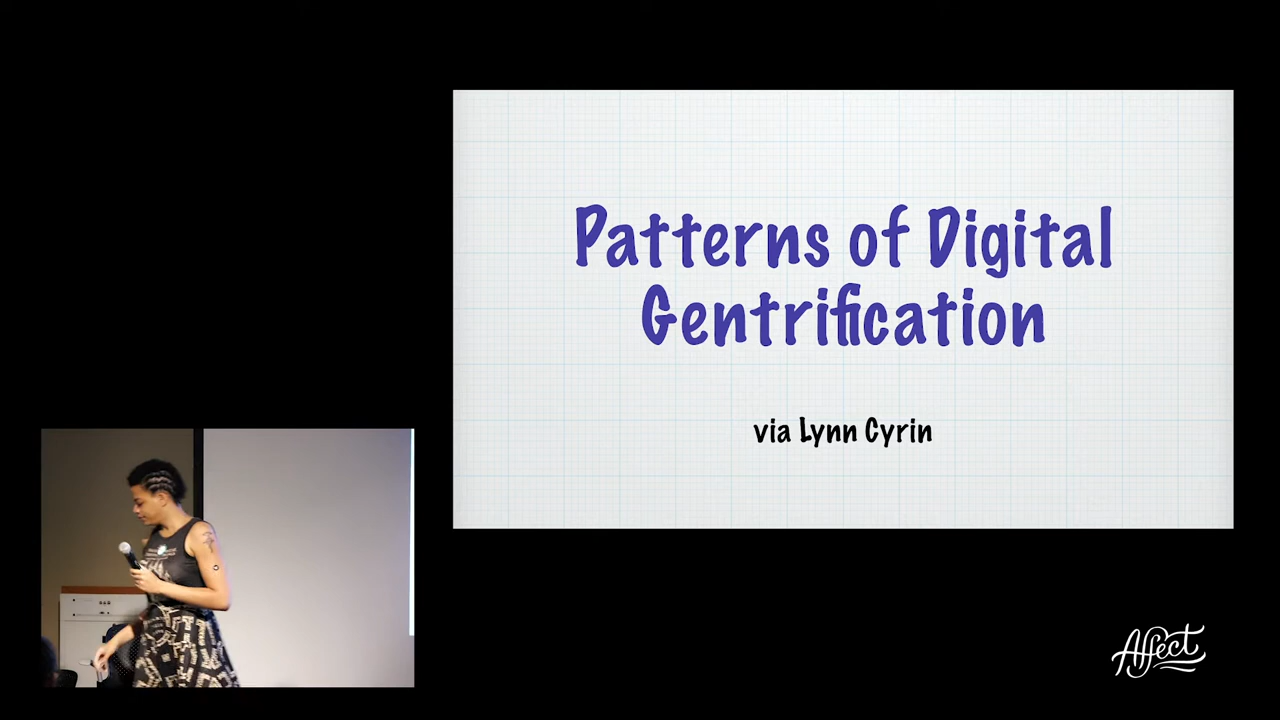 Patterns of Digital
Gentrification
via Lynn Cyrin
Affect